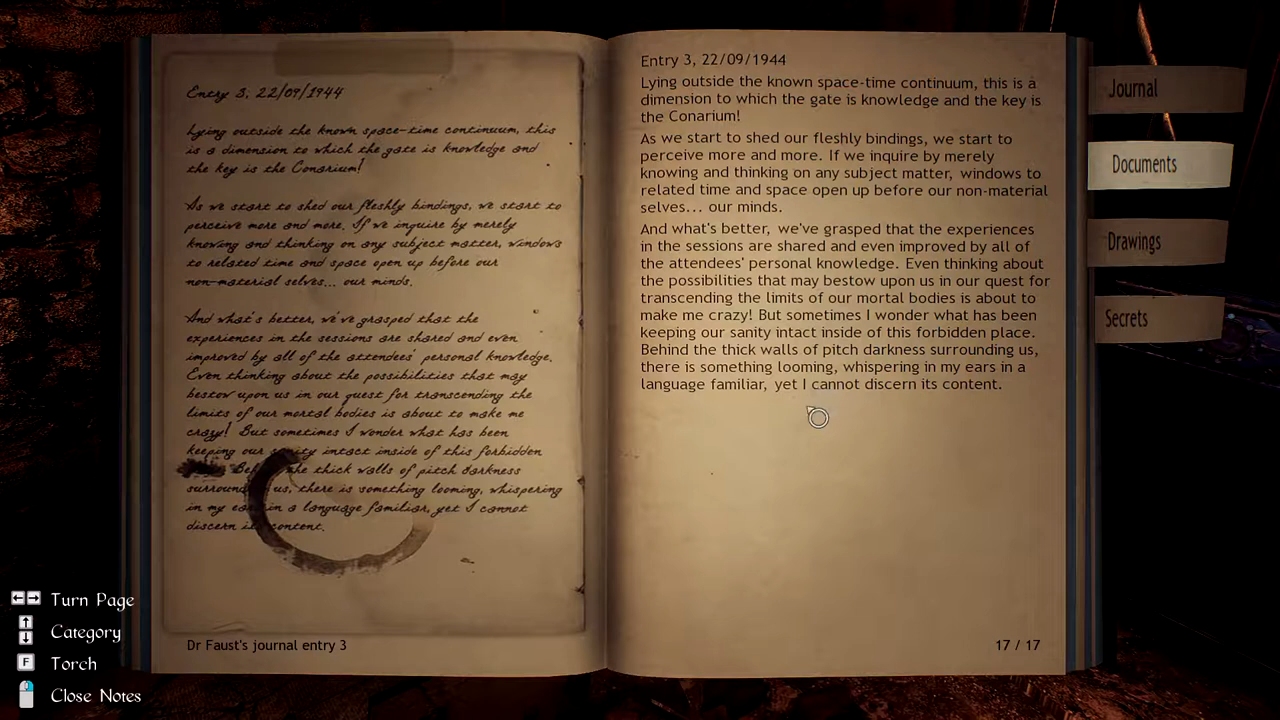 Entry 3, 22/09/1944
Lying outside the known space-time continuum, this
is a dimension to which the gate is knowledge and
the key is the Conarium!
As we start to shed our fleshly bindings, we start to
perceive more and more. If we inquire by merely
knowing and thinking on any subject matter, windows
to related time and space open up before our
non-material selves... our minds.
And what's better, we've grasped that the
experiences in the sessions are shared and even
improved by all of the attendees' personal knowledge.
Even thinking about the possibilities that may
bestow upon us in our quest for transcending the
limits of our mortal bodies is about to make me
crazy! But sometimes I wonder what has been
keeping our sanity intact inside of this forbidden
the thick walls of pitch darkness
us, there is something looming, whispering
in my ears in a language familiar, yet I cannot
discern its content.
Dr Faust's journal entry 3
Entry 3, 22/09/1944
Lying outside the known space-time continuum, this is a
dimension to which the gate is knowledge and the key is
the Conarium!
As we start to shed our fleshly bindings, we start to
perceive more and more. If we inquire by merely
knowing and thinking on any subject matter, windows to
related time and space open up before our non-material
selves... our minds.
And what's better, we've grasped that the experiences
in the sessions are shared and even improved by all of
the attendees' personal knowledge. Even thinking about
the possibilities that may bestow upon us in our quest for
transcending the limits of our mortal bodies is about to
make me crazy! But sometimes I wonder what has been
keeping our sanity intact inside of this forbidden place.
Behind the thick walls of pitch darkness surrounding us,
there is something looming, whispering in my ears in a
language familiar, yet I cannot discern its content.
17 / 17
Journal
Documents
Drawings
Secrets
Turn Page
Category
F Torch
Close Notes